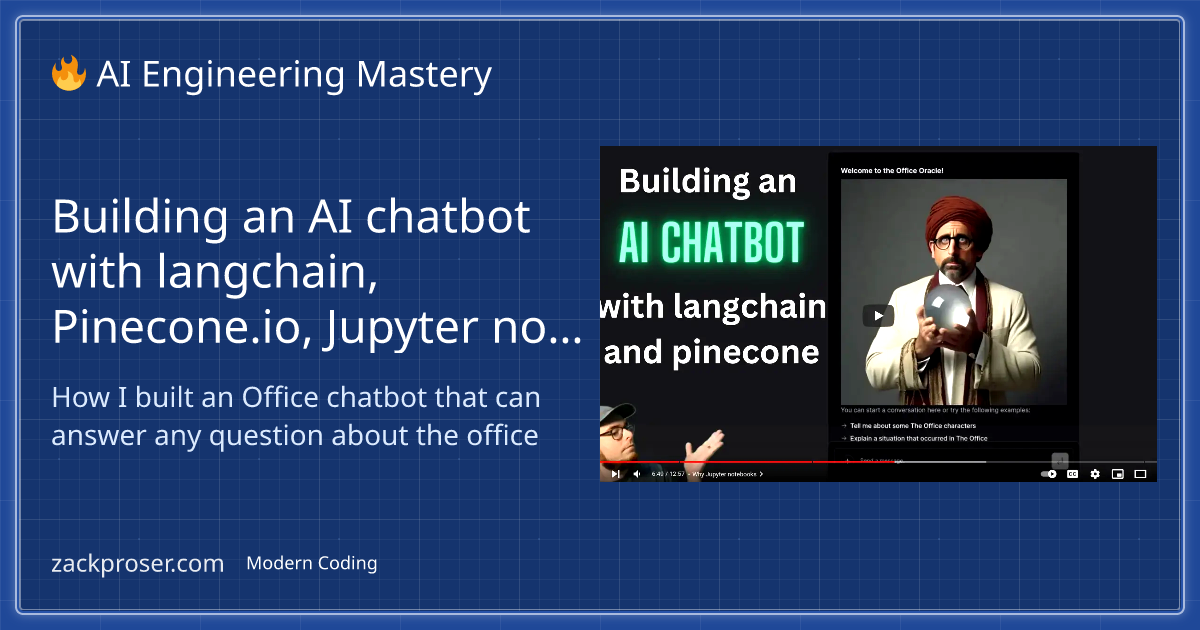 🔥 AI Engineering Mastery
Building an AI chatbot
with langchain,
Pinecone.io, Jupyter no...
How I built an Office chatbot that can
answer any question about the office
zackproser.com Modern Coding
Building an
AI CHATBOT
with langchain
and pinecone
Welcome to the Office Oracle!
You can start a conversation here or try the following examples:
→ Tell me about some The Office characters
→ Explain a situation that occurred in The Office
Send a message.
6:49 / 12:57 • Why Jupyter notebooks >
CC